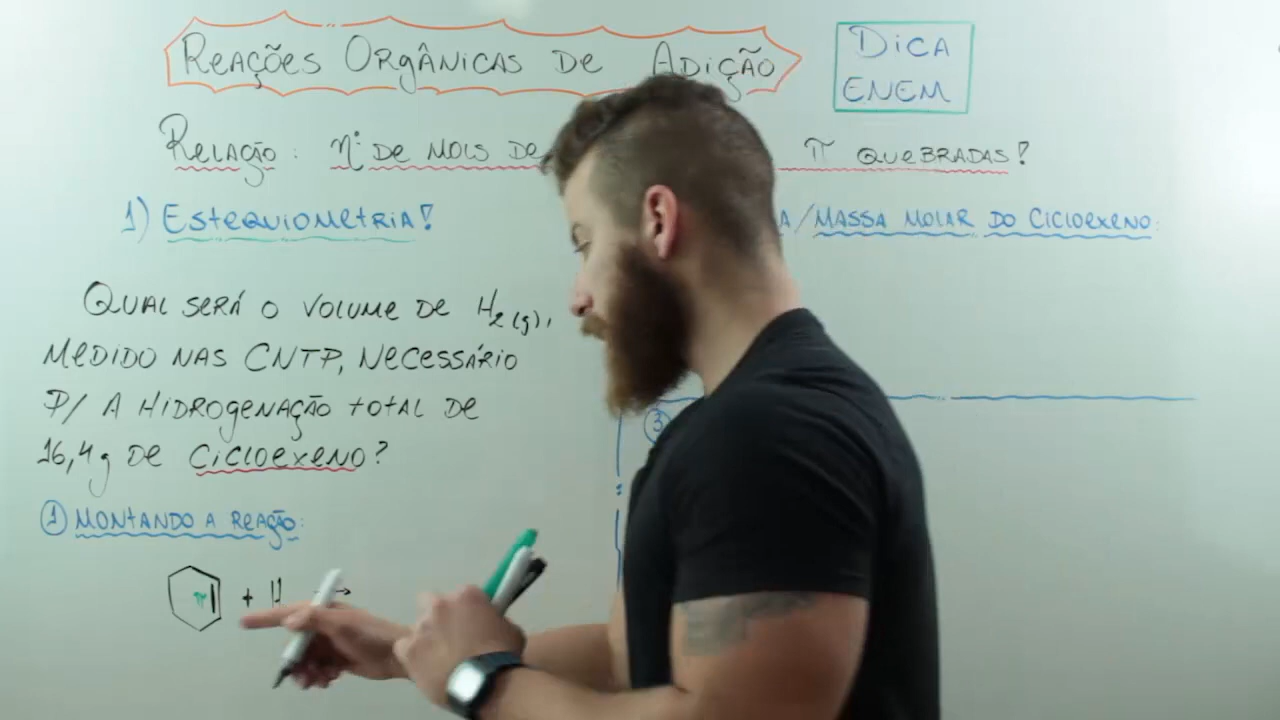 Reações Orgânicas de Adição
Dica
ENEM
Relação: nº de mols de π quebradas!
1) Estequiometria!
A/Massa molar do cicloexeno:
Qual será o volume de H2(g),
medido nas CNTP, necessário
p/ a hidrogenação total de
16,4g de cicloexeno?
1 Montando a reação:
3
π + H →